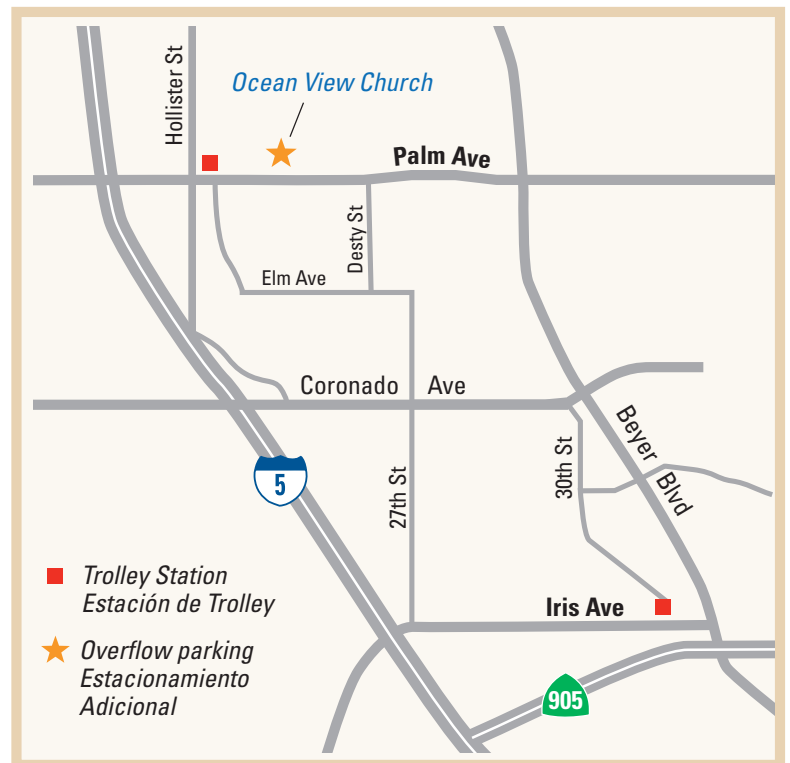 Hollister St
Ocean View Church
Palm Ave
Desty St
Elm Ave
Coronado Ave
Beyer Blvd
30th St
27th St
5
Iris Ave
905
Trolley Station
Estación de Trolley
Overflow parking
Estacionamiento
Adicional